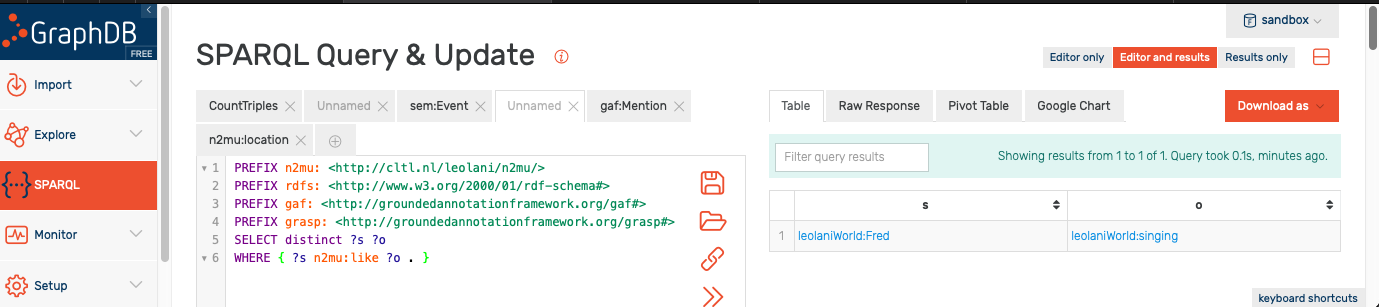 GraphDB
FREE
Import
Explore
SPARQL
Monitor
Setup
sandbox
SPARQL Query & Update
Editor only
Editor and results
Results only
CountTriples
Unnamed
sem:Event
Unnamed
gaf:Mention
n2mu:location
1 PREFIX n2mu: <http://cltl.nl/leolani/n2mu/>
2 PREFIX rdfs: <http://www.w3.org/2000/01/rdf-schema#>
3 PREFIX gaf: <http://groundedannotationframework.org/gaf#>
4 PREFIX grasp: <http://groundedannotationframework.org/grasp#>
5 SELECT distinct ?s ?o
6 WHERE { ?s n2mu:like ?o . }
Table
Raw Response
Pivot Table
Google Chart
Download as
Filter query results
Showing results from 1 to 1 of 1. Query took 0.1s, minutes ago.
s o
1 leolaniWorld:Fred leolaniWorld:singing
keyboard shortcuts